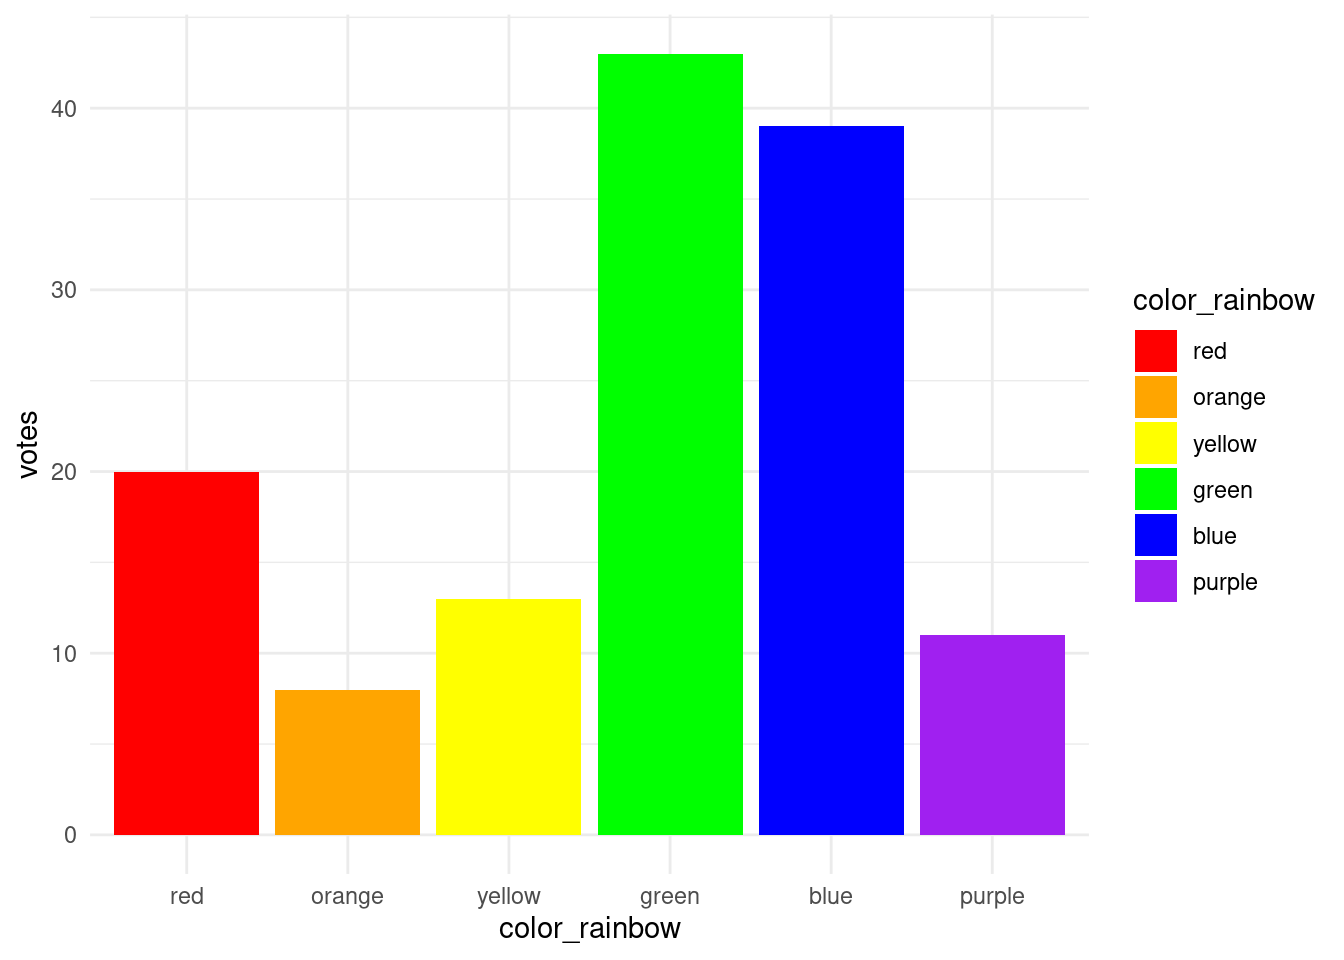 votes
40
30
20
10
0
red orange yellow green blue purple
color_rainbow
color_rainbow
red
orange
yellow
green
blue
purple